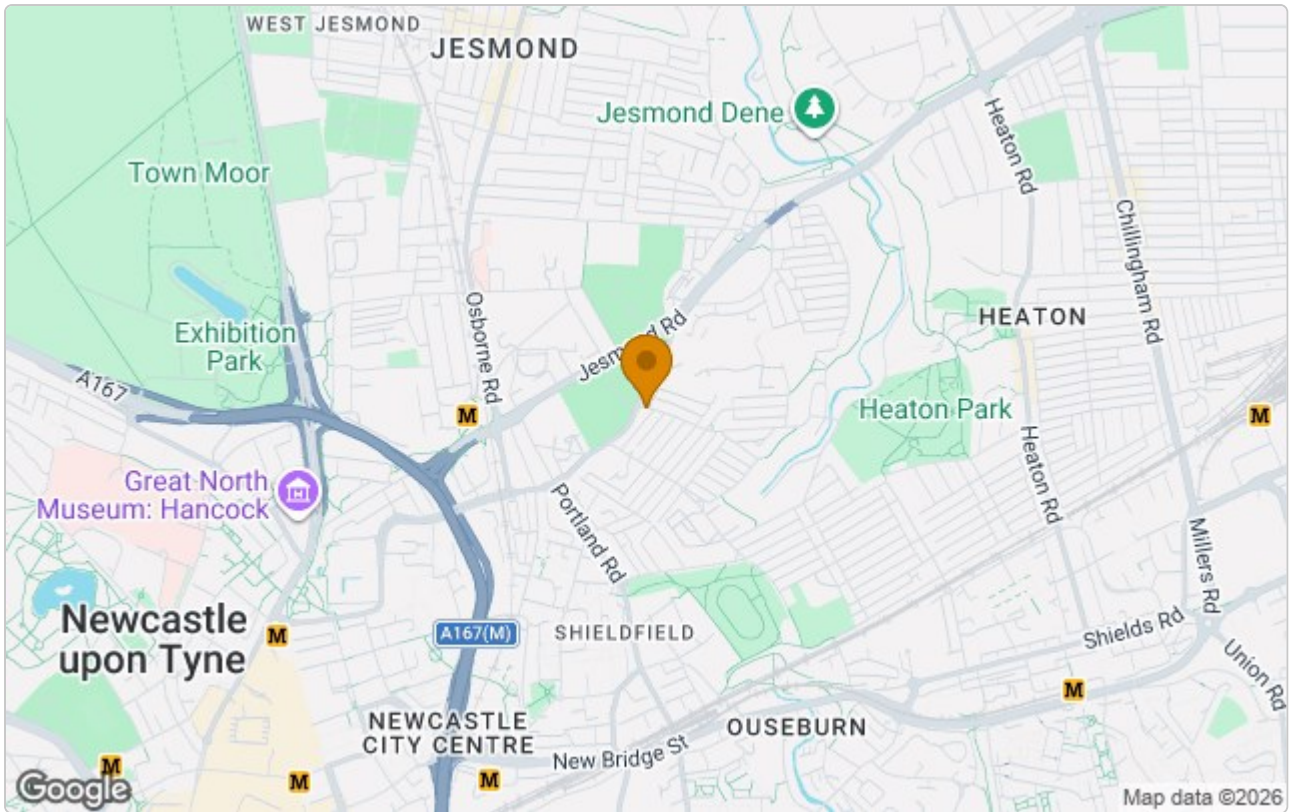 WEST JESMOND
JESMOND
Jesmond Dene
Heaton Rd
Town Moor
Chillingham Rd
Osborne Rd
Exhibition
Park
HEATON
Jesmond Rd
A167
M
Heaton Park
M
Great North
Museum: Hancock
Portland Rd
Heaton Rd
Millers Rd
Newcastle
upon Tyne
M
A167(M)
SHIELDFIELD
Shields Rd
Union Rd
M
NEWCASTLE
CITY CENTRE
OUSEBURN
New Bridge St
M
M
M
Google
Map data ©2026